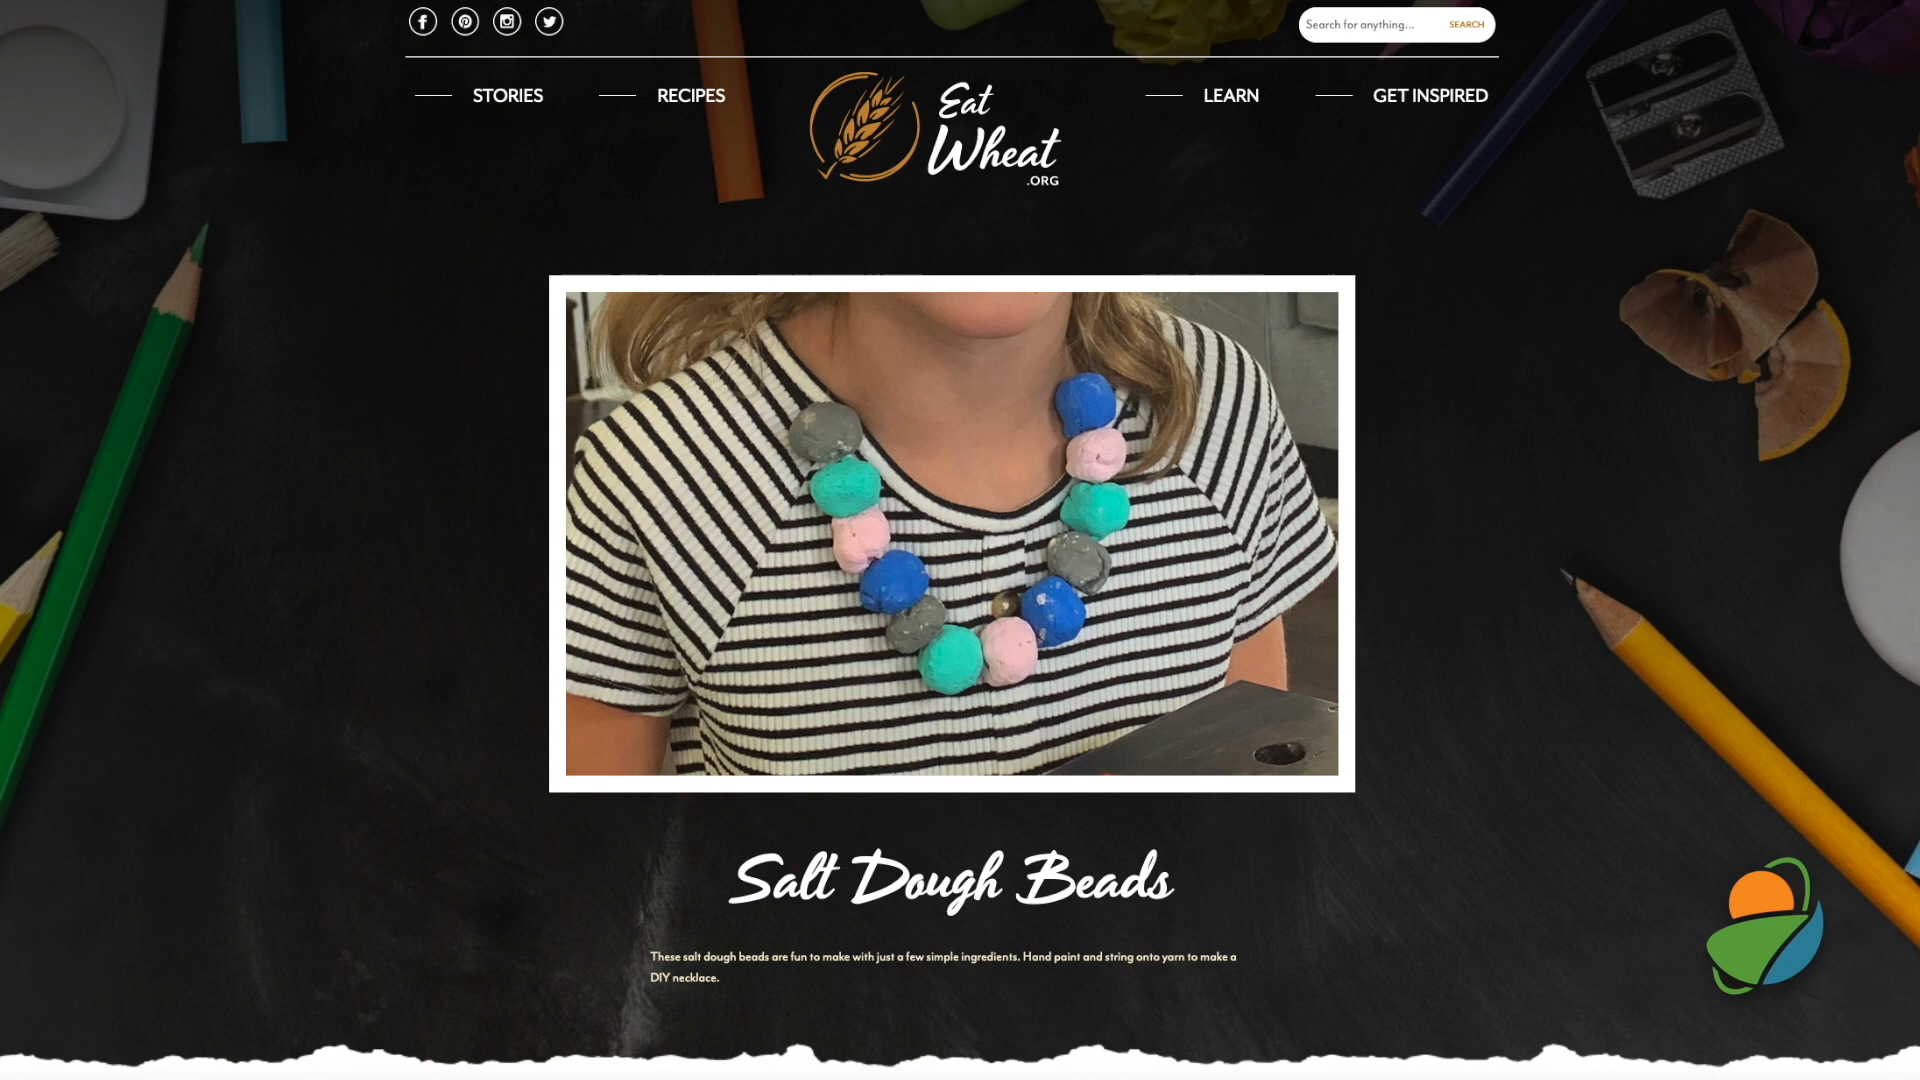 Search for anything...
SEARCH
STORIES
RECIPES
Eat
Wheat
.ORG
LEARN
GET INSPIRED
Salt Dough Beads
These salt dough beads are fun to make with just a few simple ingredients. Hand paint and string onto yarn to make a
DIY necklace.